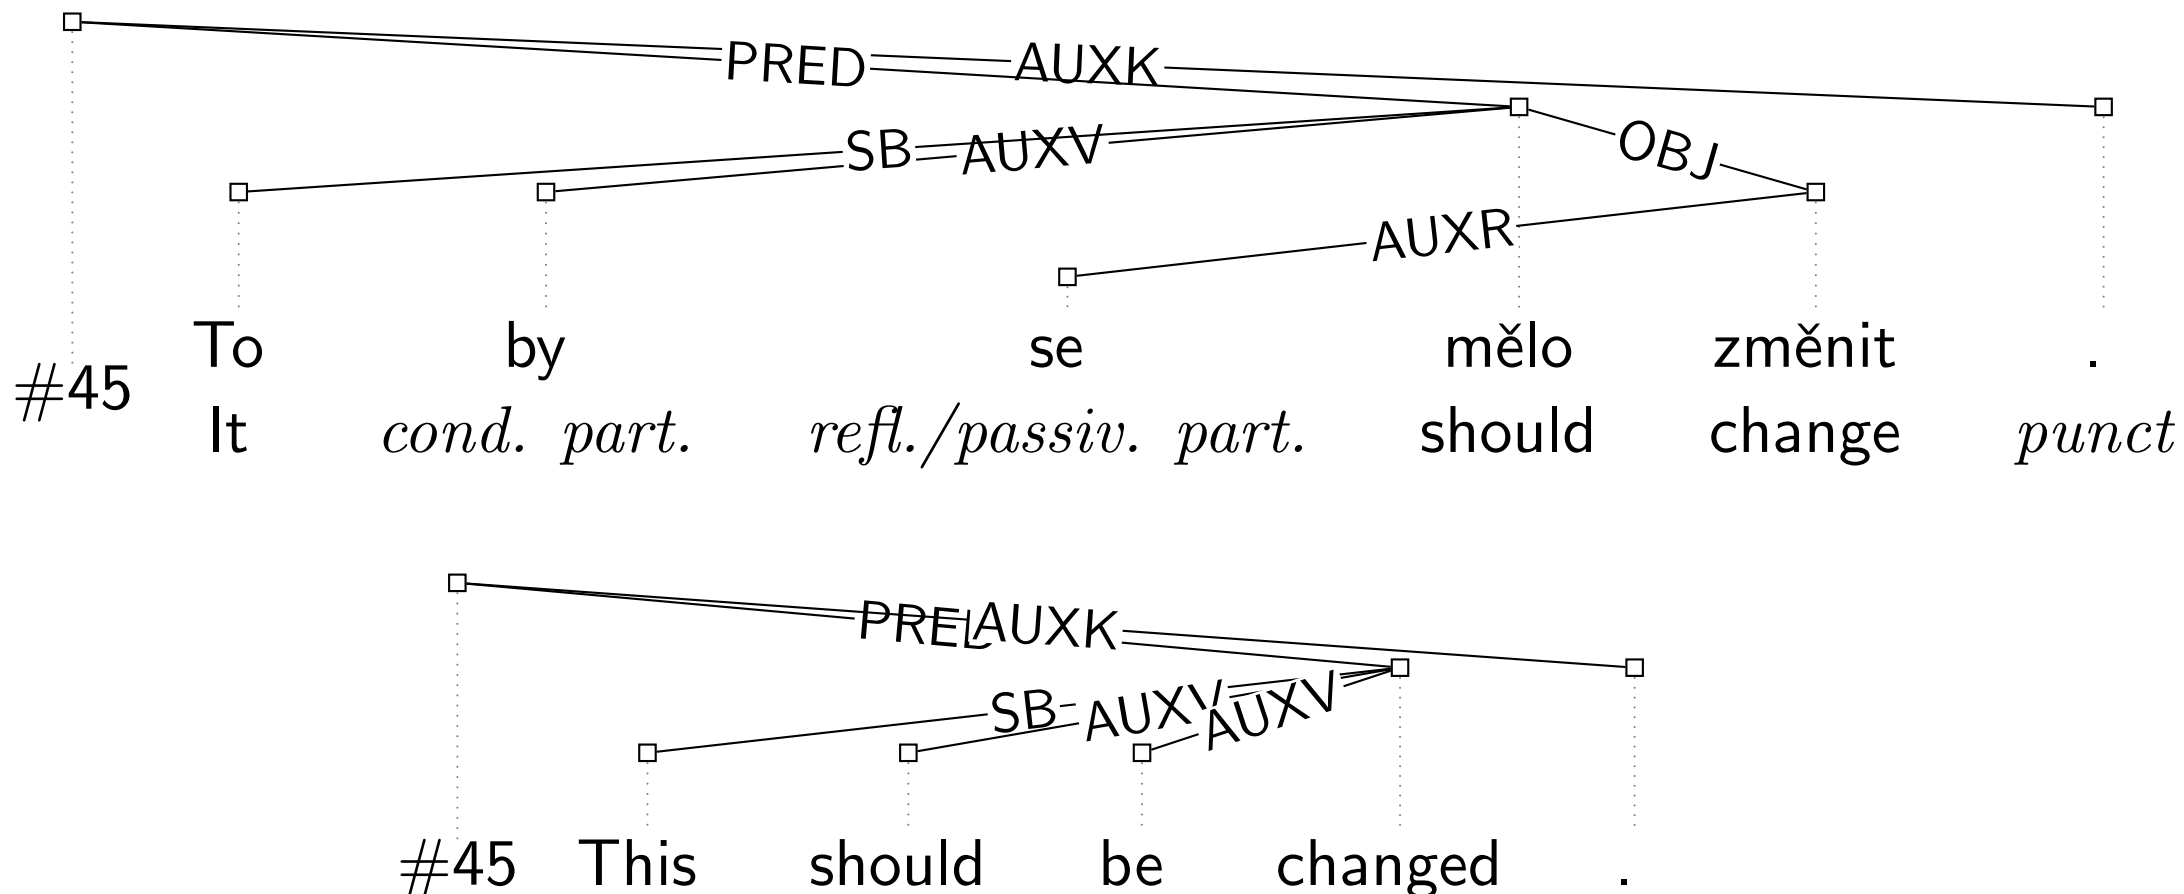 PRED AUXK
SB AUXV OBJ
AUXR
#45 To by se mělo změnit .
It cond. part. refl./passiv. part. should change punct
PRED AUXK
SB AUXV AUXV
#45 This should be changed .